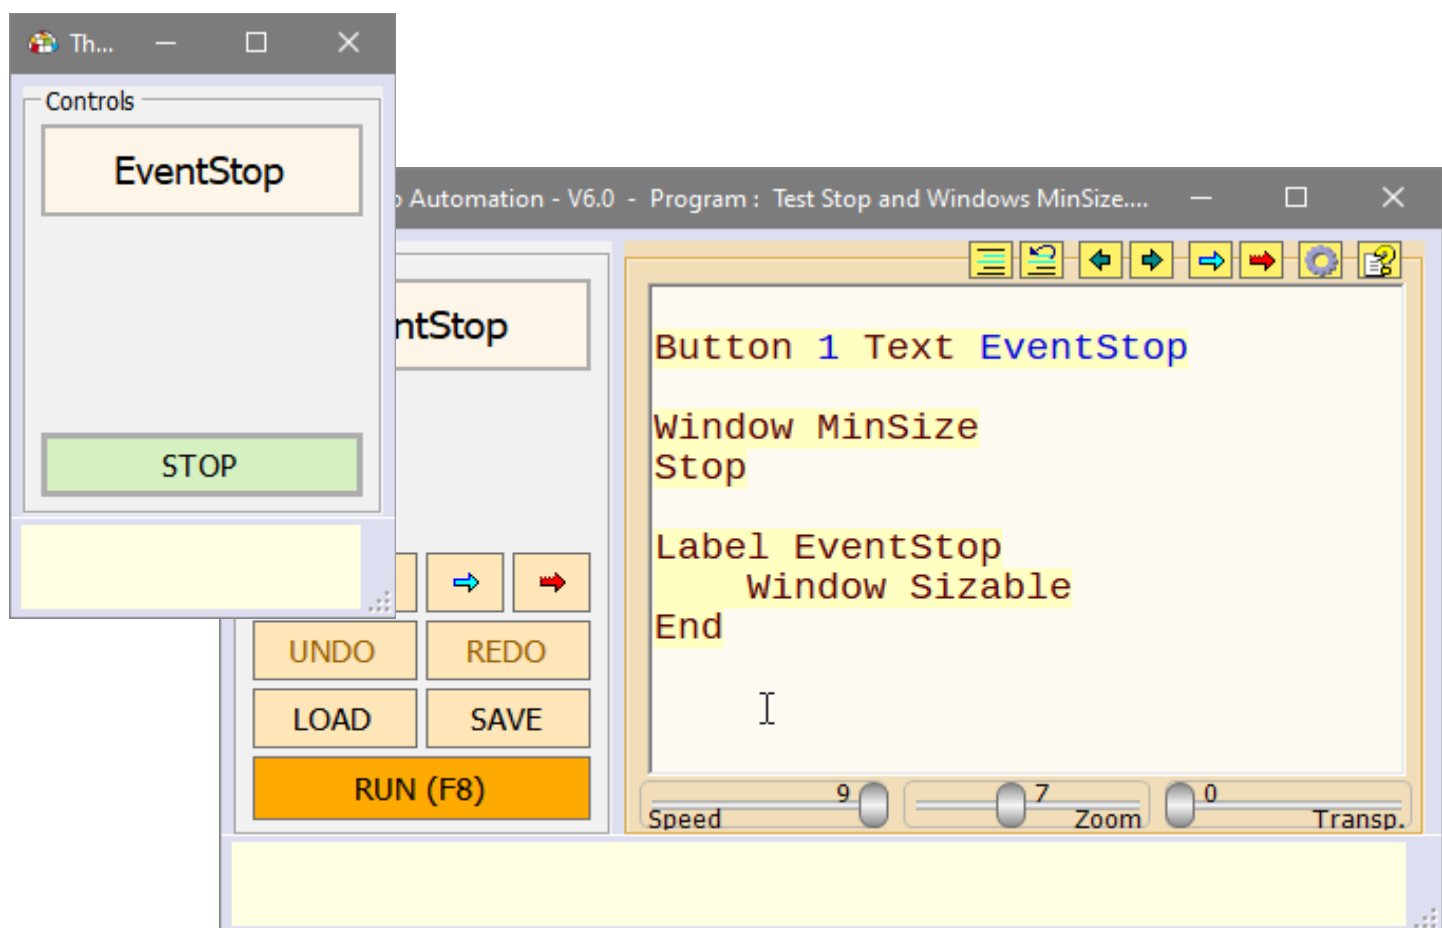 Th...
Controls
EventStop
STOP
Automation - V6.0 - Program : Test Stop and Windows MinSize....
ntStop
UNDO REDO
LOAD SAVE
RUN (F8)
Button 1 Text EventStop
Window MinSize
Stop
Label EventStop
Window Sizable
End
Speed 9
7 Zoom
0 Transp.